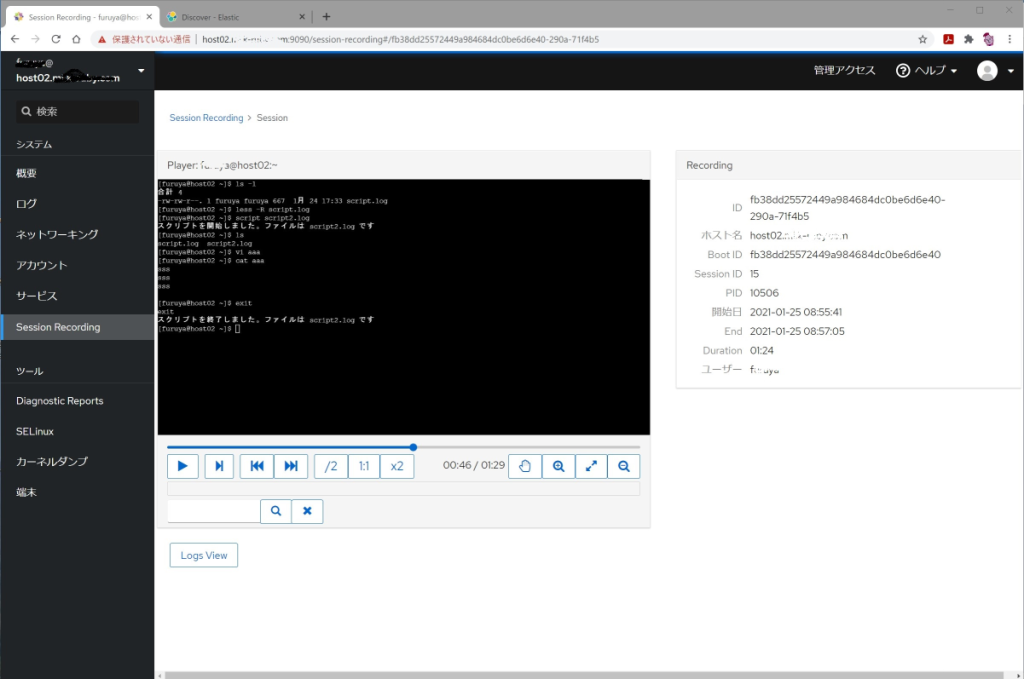 Session Recording - furuya@hos
Discover - Elastic
保護されていない通信
host02.
:9090/session-recording#/fb38dd25572449a984684dc0be6d6e40-290a-71f4b5
host02.
管理アクセス
ヘルプ
検索
システム
概要
ログ
ネットワーキング
アカウント
サービス
Session Recording
ツール
Diagnostic Reports
SELinux
カーネルダンプ
端末
Session Recording > Session
Player: @host02:~
[furuya@host02 ~]$ ls -l
合計 4
-rw-rw-r--. 1 furuya furuya 667 1月 24 17:33 script.log
[furuya@host02 ~]$ less -R script.log
[furuya@host02 ~]$ script script2.log
スクリプトを開始しました。ファイルは script2.log です
[furuya@host02 ~]$ ls
script.log script2.log
[furuya@host02 ~]$ vi aaa
[furuya@host02 ~]$ cat aaa
sss
sss
sss
[furuya@host02 ~]$ exit
exit
スクリプトを終了しました。ファイルは script2.log です
[furuya@host02 ~]$
/2
1:1
x2
00:46 / 01:29
Logs View
Recording
ID fb38dd25572449a984684dc0be6d6e40-
290a-71f4b5
ホスト名 host02.
Boot ID fb38dd25572449a984684dc0be6d6e40
Session ID 15
PID 10506
開始日 2021-01-25 08:55:41
End 2021-01-25 08:57:05
Duration 01:24
ユーザー